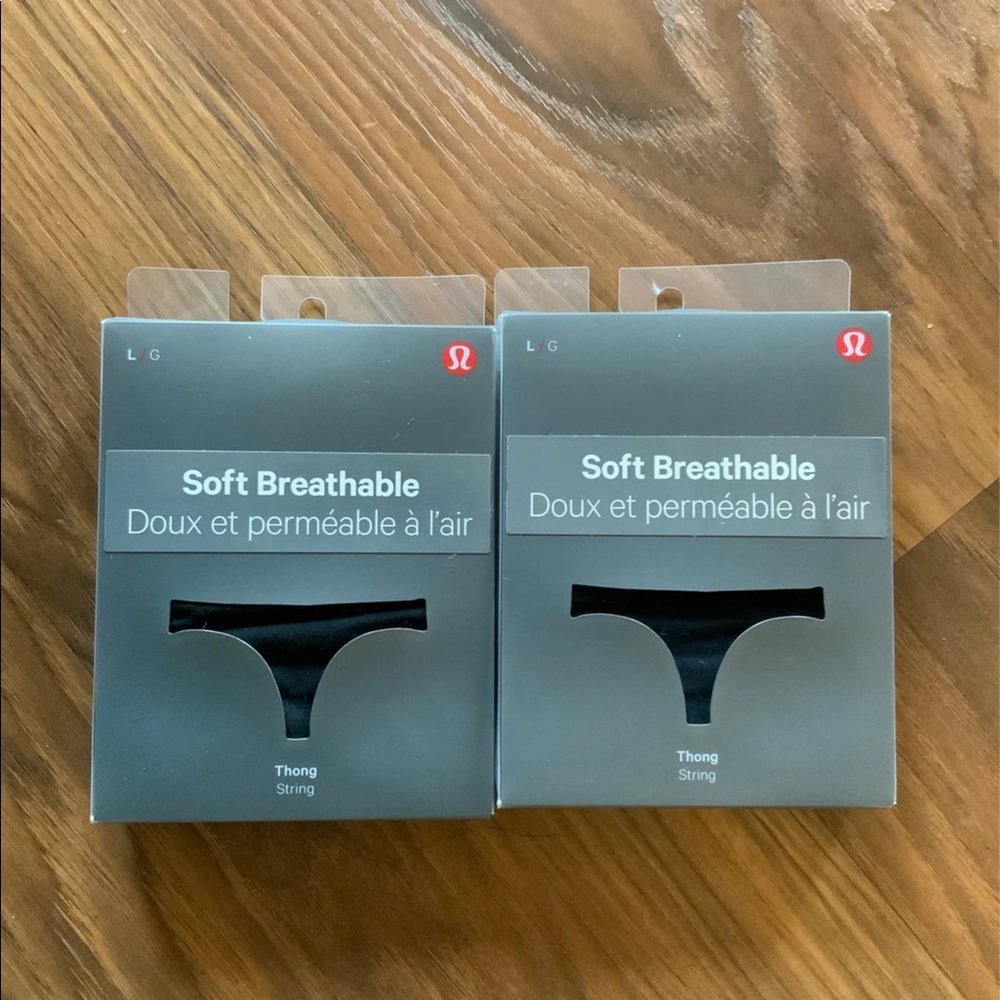 L / G
Soft Breathable
Doux et perméable à l'air
Thong
String
L / G
Soft Breathable
Doux et perméable à l'air
Thong
String